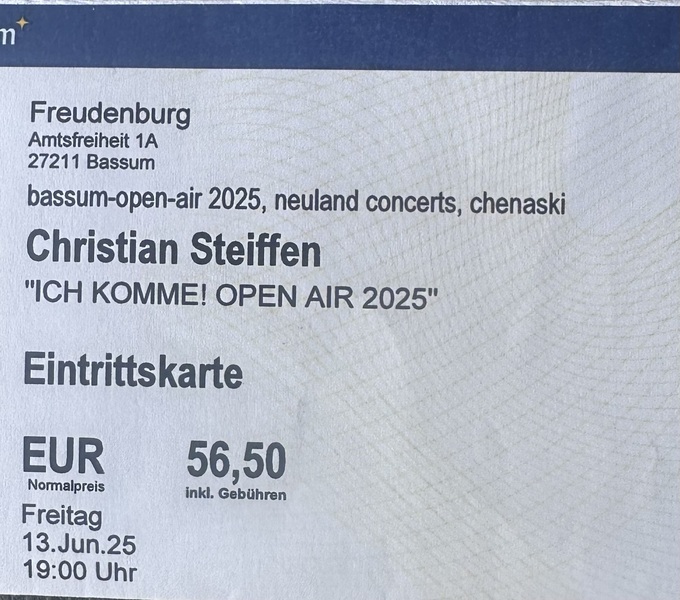 m
Freudenburg
Amtsfreiheit 1A
27211 Bassum
bassum-open-air 2025, neuland concerts, chenaski
Christian Steiffen
"ICH KOMME! OPEN AIR 2025"
Eintrittskarte
EUR 56,50
Normalpreis inkl. Gebühren
Freitag
13.Jun.25
19:00 Uhr